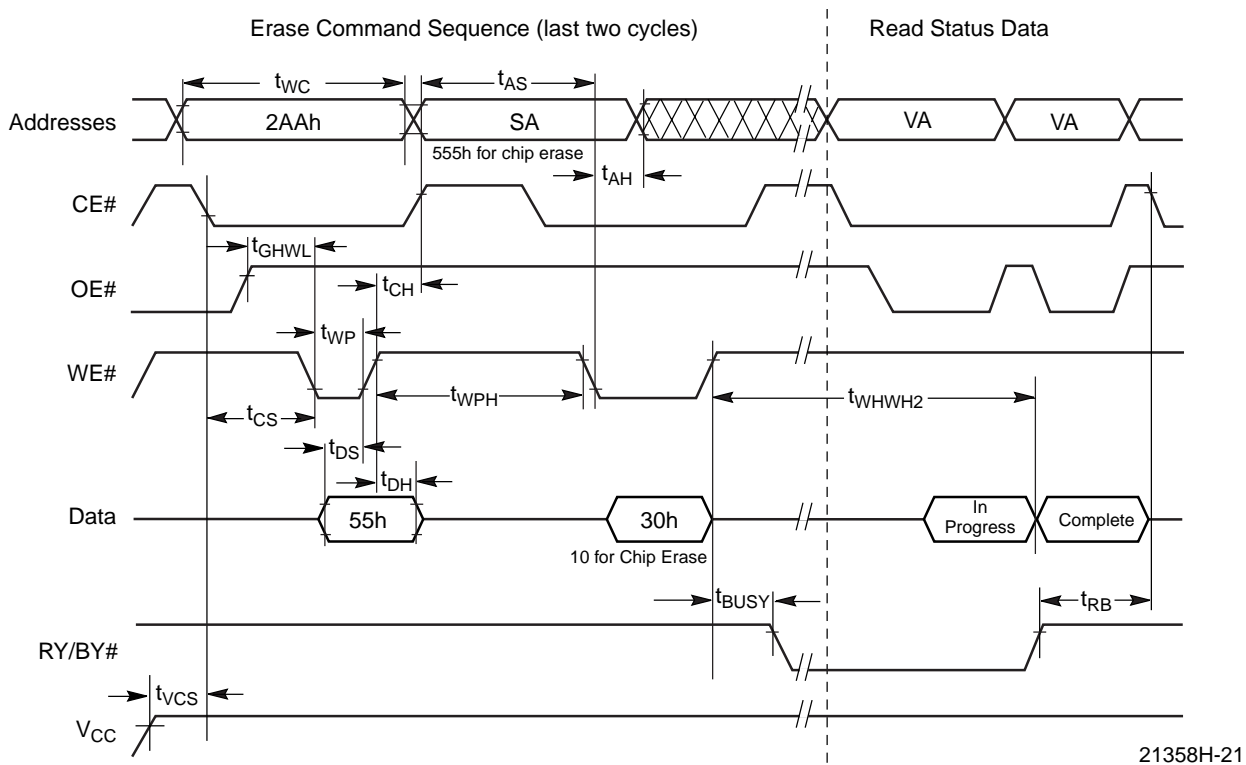 Erase Command Sequence (last two cycles)
Read Status Data
tWC
tAS
Addresses
2AAh
SA
VA
VA
555h for chip erase
tAH
CE#
tGHWL
OE#
tCH
tWP
WE#
tWPH
tWHWH2
tCS
tDS
tDH
Data
55h
30h
In
Progress
Complete
10 for Chip Erase
tBUSY
tRB
RY/BY#
tVCS
VCC
21358H-21